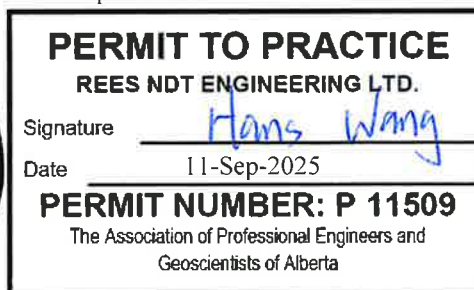 PERMIT TO PRACTICE
REES NDT ENGINEERING LTD.
Signature Hans Wang
Date 11-Sep-2025
PERMIT NUMBER: P 11509
The Association of Professional Engineers and
Geoscientists of Alberta